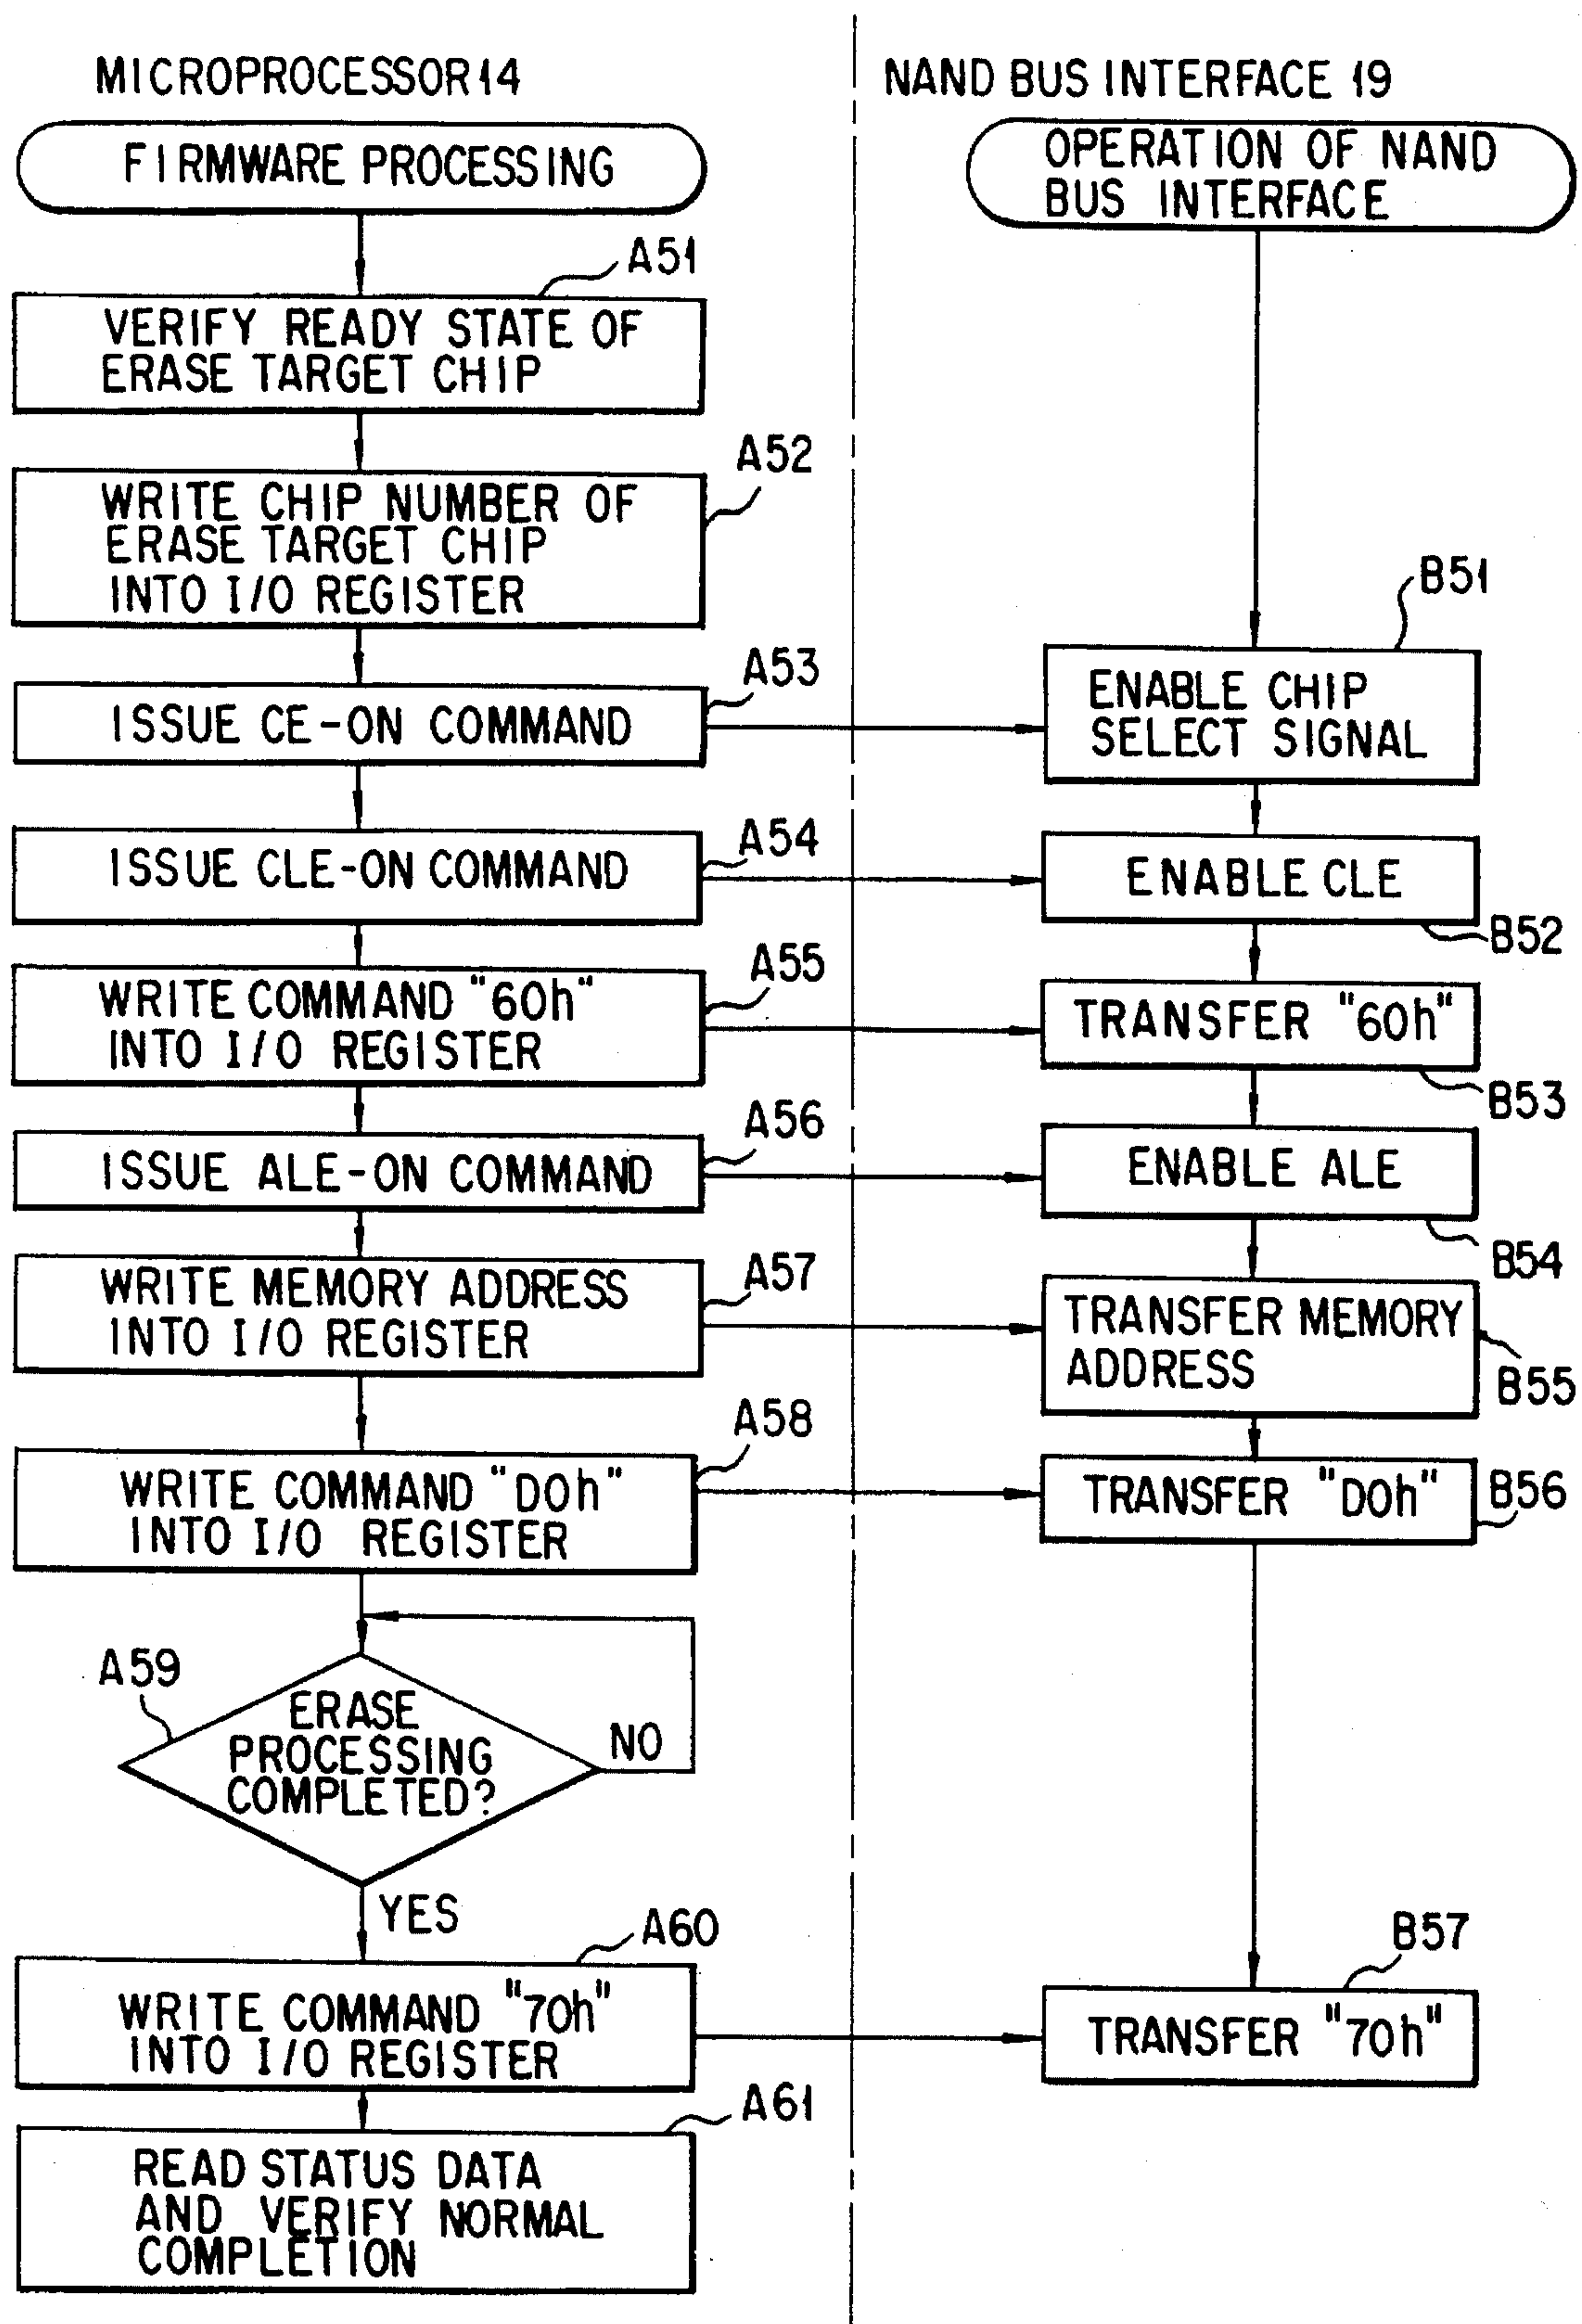 MICROPROCESSOR 14
FIRMWARE PROCESSING
A51
VERIFY READY STATE OF
ERASE TARGET CHIP
A52
WRITE CHIP NUMBER OF
ERASE TARGET CHIP
INTO I/O REGISTER
A53
ISSUE CE-ON COMMAND
A54
ISSUE CLE-ON COMMAND
A55
WRITE COMMAND "60h"
INTO I/O REGISTER
A56
ISSUE ALE-ON COMMAND
A57
WRITE MEMORY ADDRESS
INTO I/O REGISTER
A58
WRITE COMMAND "D0h"
INTO I/O REGISTER
A59
ERASE
PROCESSING
COMPLETED?
NO
YES
A60
WRITE COMMAND "70h"
INTO I/O REGISTER
A61
READ STATUS DATA
AND VERIFY NORMAL
COMPLETION
NAND BUS INTERFACE 19
OPERATION OF NAND
BUS INTERFACE
B51
ENABLE CHIP
SELECT SIGNAL
ENABLE CLE
B52
TRANSFER "60h"
B53
ENABLE ALE
B54
TRANSFER MEMORY
ADDRESS
B55
TRANSFER "D0h"
B56
B57
TRANSFER "70h"